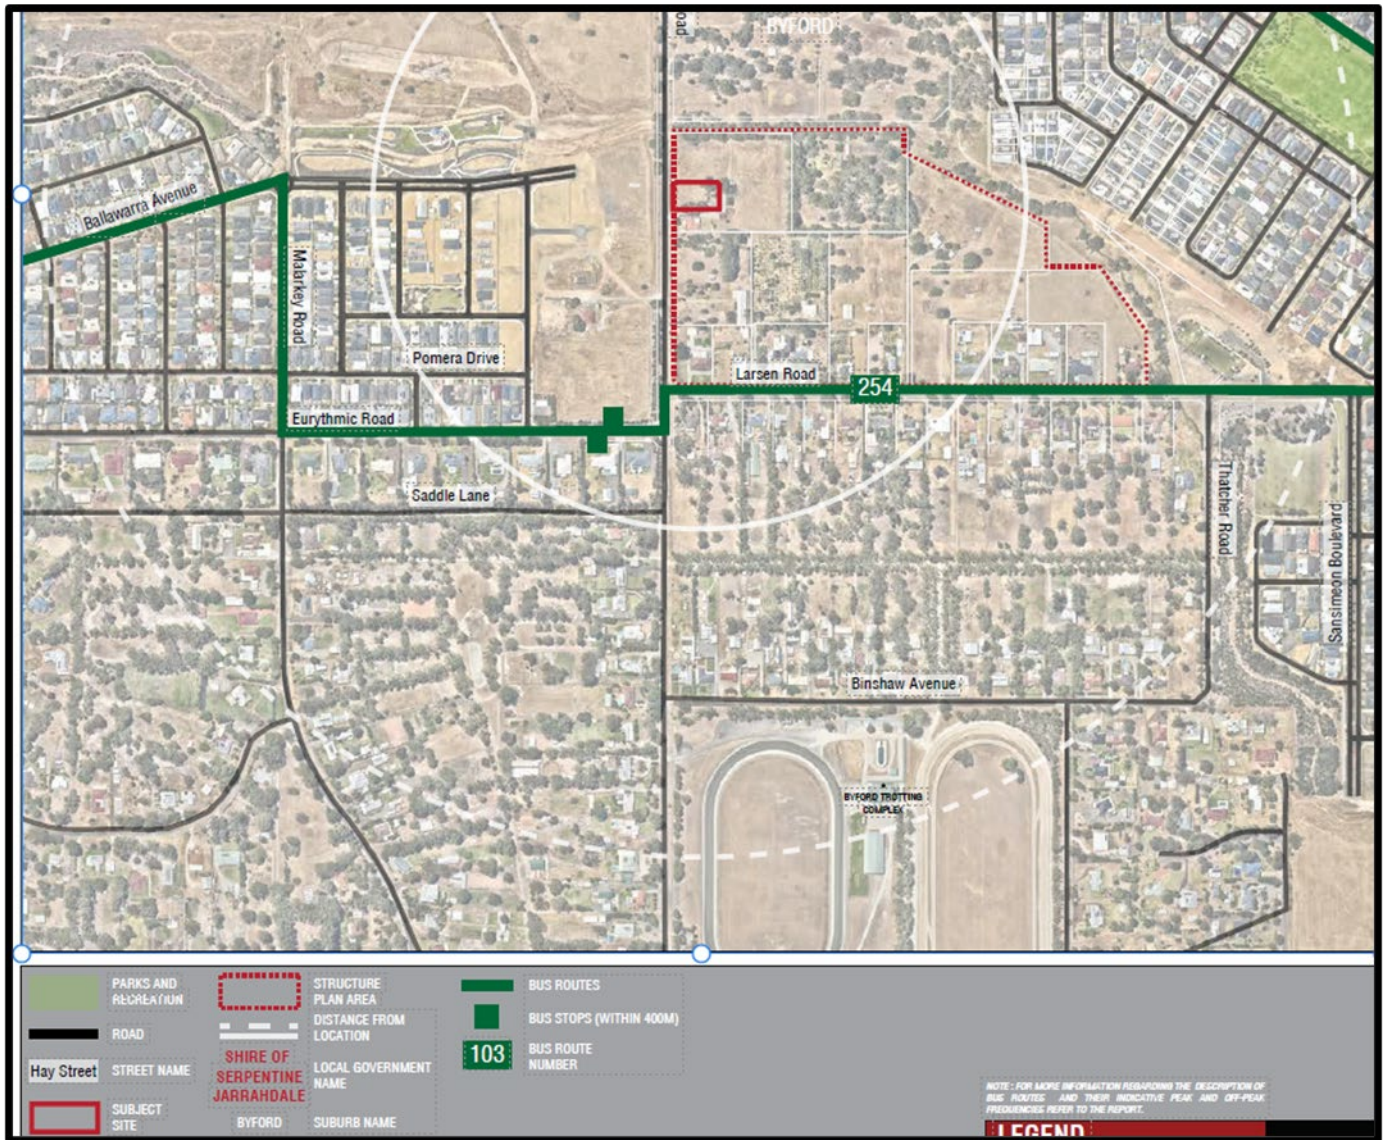 oad
BYFORD
Ballawarra Avenue
Malarkey Road
Pomera Drive
Larsen Road
254
Eurythmic Road
Saddle Lane
Thatcher Road
Sansimeon Boulevard
Binshaw Avenue
BYFORD TROTTING
COMPLEX
PARKS AND
RECREATION
ROAD
Hay Street
STREET NAME
SUBJECT
SITE
STRUCTURE
PLAN AREA
DISTANCE FROM
LOCATION
SHIRE OF
SERPENTINE
JARRAHDALE
LOCAL GOVERNMENT
NAME
BYFORD
SUBURB NAME
BUS ROUTES
BUS STOPS (WITHIN 400M)
103
BUS ROUTE
NUMBER
NOTE : FOR MORE INFORMATION REGARDING THE DESCRIPTION OF
BUS ROUTES AND THEIR INDICATIVE PEAK AND OFF-PEAK
FREQUENCIES REFER TO THE REPORT.
LEGEND